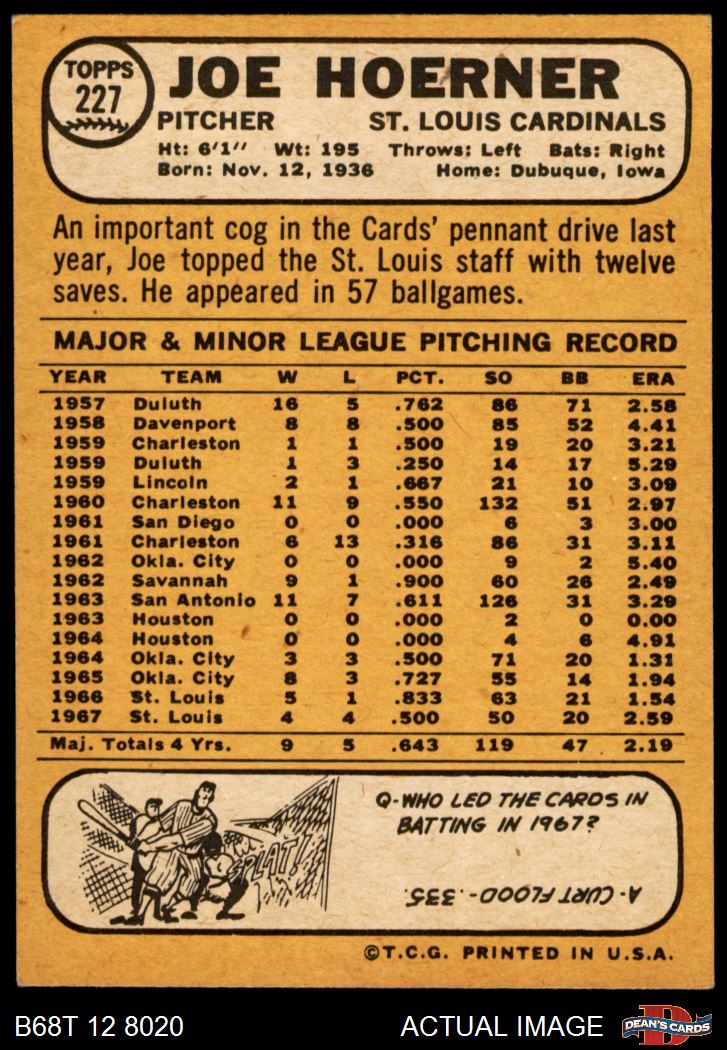 TOPPS
227
JOE HOERNER
PITCHER ST. LOUIS CARDINALS
Ht: 6'1" Wt: 195 Throws: Left Bats: Right
Born: Nov. 12, 1936 Home: Dubuque, Iowa
An important cog in the Cards' pennant drive last
year, Joe topped the St. Louis staff with twelve
saves. He appeared in 57 ballgames.
MAJOR & MINOR LEAGUE PITCHING RECORD
YEAR TEAM W L PCT. SO BB ERA
1957 Duluth 16 5 .762 86 71 2.58
1958 Davenport 8 8 .500 85 52 4.41
1959 Charleston 1 1 .500 19 20 3.21
1959 Duluth 1 3 .250 14 17 5.29
1959 Lincoln 2 1 .667 21 10 3.09
1960 Charleston 11 9 .550 132 51 2.97
1961 San Diego 0 0 .000 6 3 3.00
1961 Charleston 6 13 .316 86 31 3.11
1962 Okla. City 0 0 .000 9 2 5.40
1962 Savannah 9 1 .900 60 26 2.49
1963 San Antonio 11 7 .611 126 31 3.29
1963 Houston 0 0 .000 2 0 0.00
1964 Houston 0 0 .000 4 6 4.91
1964 Okla. City 3 3 .500 71 20 1.31
1965 Okla. City 8 3 .727 55 14 1.94
1966 St. Louis 5 1 .833 63 21 1.54
1967 St. Louis 4 4 .500 50 20 2.59
Maj. Totals 4 Yrs. 9 5 .643 119 47 2.19
SPLAT!
Q-WHO LED THE CARDS IN
BATTING IN 1967?
A-CURT FLOOD-.335.
©T.C.G. PRINTED IN U.S.A.
B68T 12 8020 ACTUAL IMAGE
D
DEAN'S CARDS